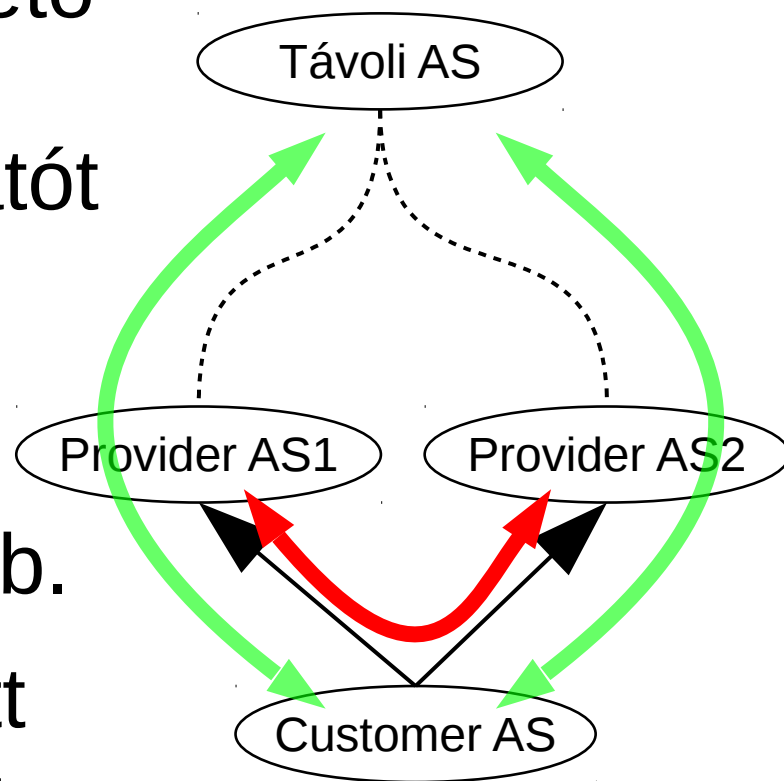 Távoli AS
Provider AS1
Provider AS2
b.
Customer AS